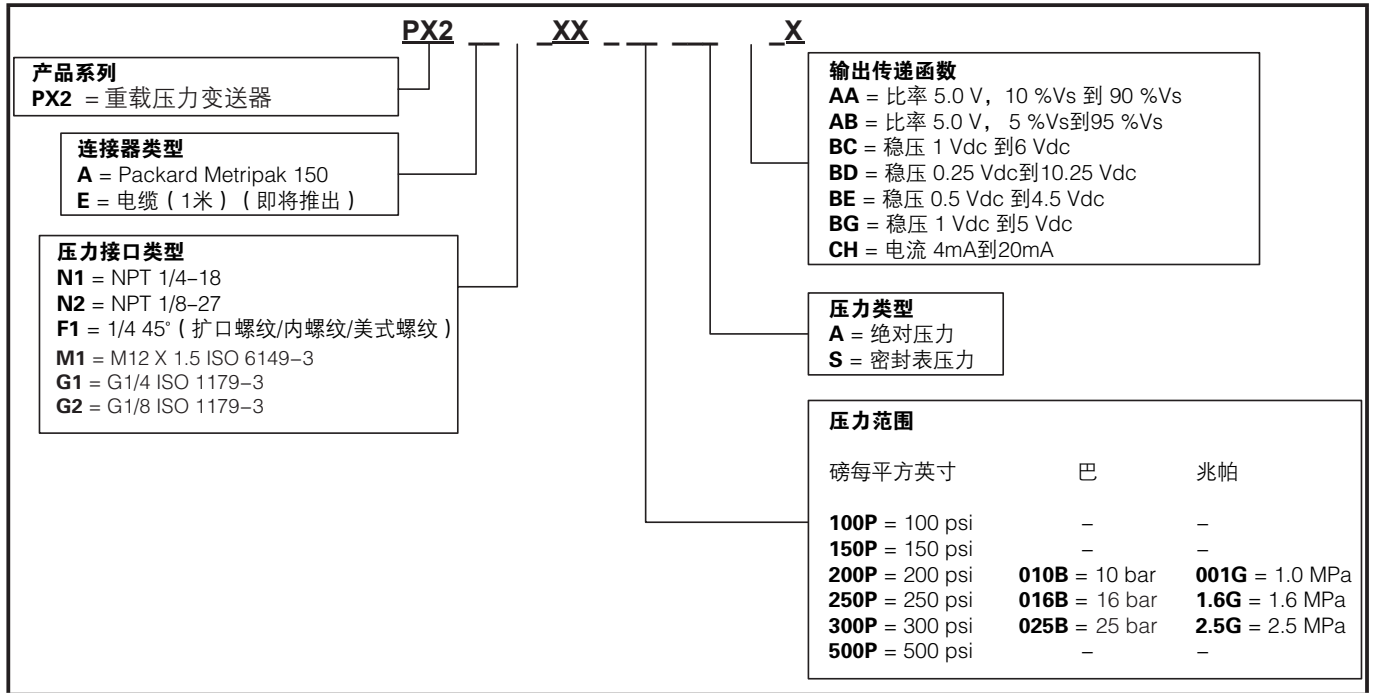 PX2 _ _ _XX _ _ _ _ _X
产品系列
PX2 = 重载压力变送器
连接器类型
A = Packard Metripak 150
E = 电缆（1米）（即将推出）
压力接口类型
N1 = NPT 1/4–18
N2 = NPT 1/8–27
F1 = 1/4 45°（扩口螺纹/内螺纹/美式螺纹）
M1 = M12 X 1.5 ISO 6149–3
G1 = G1/4 ISO 1179–3
G2 = G1/8 ISO 1179–3
输出传递函数
AA = 比率 5.0 V，10 %Vs 到 90 %Vs
AB = 比率 5.0 V， 5 %Vs到95 %Vs
BC = 稳压 1 Vdc 到6 Vdc
BD = 稳压 0.25 Vdc到10.25 Vdc
BE = 稳压 0.5 Vdc 到4.5 Vdc
BG = 稳压 1 Vdc 到5 Vdc
CH = 电流 4mA到20mA
压力类型
A = 绝对压力
S = 密封表压力
压力范围
磅每平方英寸 巴 兆帕
100P = 100 psi – –
150P = 150 psi – –
200P = 200 psi 010B = 10 bar 001G = 1.0 MPa
250P = 250 psi 016B = 16 bar 1.6G = 1.6 MPa
300P = 300 psi 025B = 25 bar 2.5G = 2.5 MPa
500P = 500 psi – –